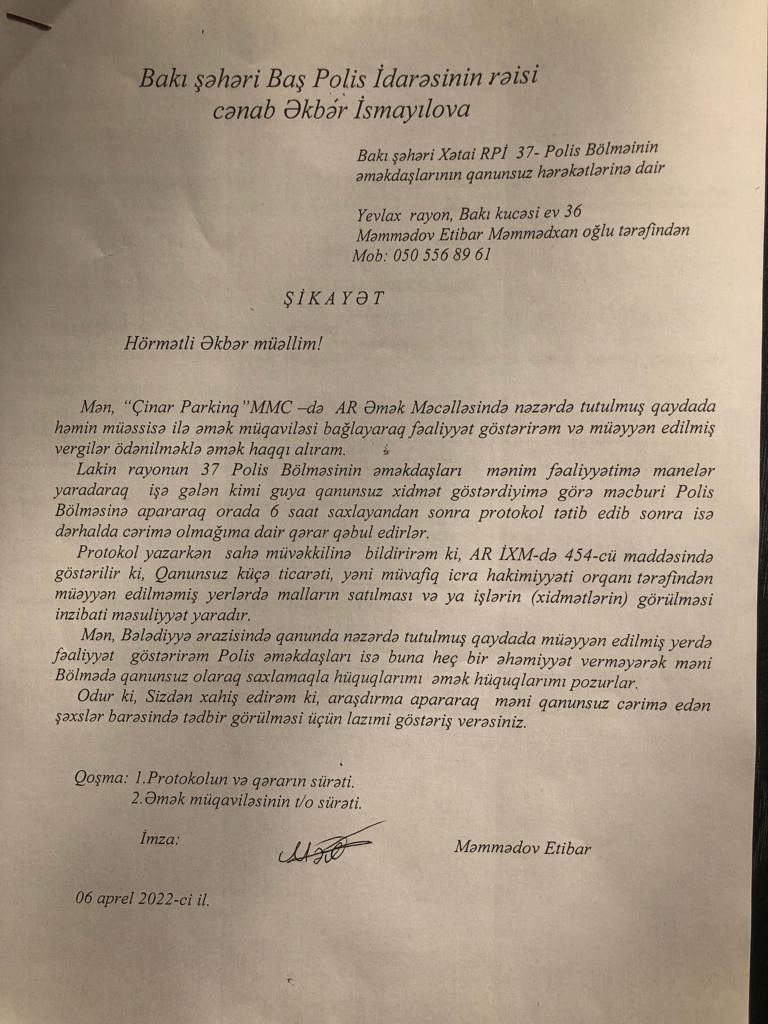 Bakı şəhəri Baş Polis İdarəsinin rəisi
cənab Əkbər İsmayılova
Bakı şəhəri Xətai RPİ 37- Polis Bölməinin
əməkdaşlarının qanunsuz hərəkətlərinə dair
Yevlax rayon, Bakı kucəsi ev 36
Məmmədov Etibar Məmmədxan oğlu tərəfindən
Mob: 050 556 89 61
Ş İ K A Y Ə T
Hörmətli Əkbər müəllim!
Mən, “Çinar Parkinq”MMC –də AR Əmək Məcəlləsində nəzərdə tutulmuş qaydada
həmin müəssisə ilə əmək müqaviləsi bağlayaraq fəaliyyət göstərirəm və müəyyən edilmiş
vergilər ödənilməklə əmək haqqı alıram.
Lakin rayonun 37 Polis Bölməsinin əməkdaşları mənim fəaliyyətimə manelər
yaradaraq işə gələn kimi guya qanunsuz xidmət göstərdiyimə görə məcburi Polis
Bölməsinə apararaq orada 6 saat saxlayandan sonra protokol tətib edib sonra isə
dərhalda cərimə olmağıma dair qərar qəbul edirlər.
Protokol yazarkən sahə müvəkkilinə bildirirəm ki, AR İXM-də 454-cü maddəsində
göstərilir ki, Qanunsuz küçə ticarəti, yəni müvafiq icra hakimiyyəti orqanı tərəfindən
müəyyən edilməmiş yerlərdə malların satılması və ya işlərin (xidmətlərin) görülməsi
inzibati məsuliyyət yaradır.
Mən, Bələdiyyə ərazisində qanunda nəzərdə tutulmuş qaydada müəyyən edilmiş yerdə
fəaliyyət göstərirəm Polis əməkdaşları isə buna heç bir əhəmiyyət verməyərək məni
Bölmədə qanunsuz olaraq saxlamaqla hüquqlarımı əmək hüquqlarımı pozurlar.
Odur ki, Sizdən xahiş edirəm ki, araşdırma apararaq məni qanunsuz cərimə edən
şəxslər barəsində tədbir görülməsi üçün lazımi göstəriş verəsiniz.
Qoşma: 1.Protokolun və qərarın sürəti.
2.Əmək müqaviləsinin t/o sürəti.
İmza:
Məmmədov Etibar
06 aprel 2022-ci il.